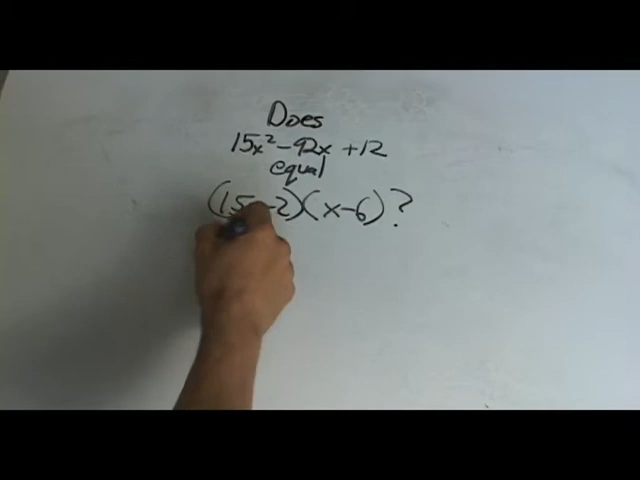 Does
15x² - 92x + 12
equal
(15 -2)(x-6)?